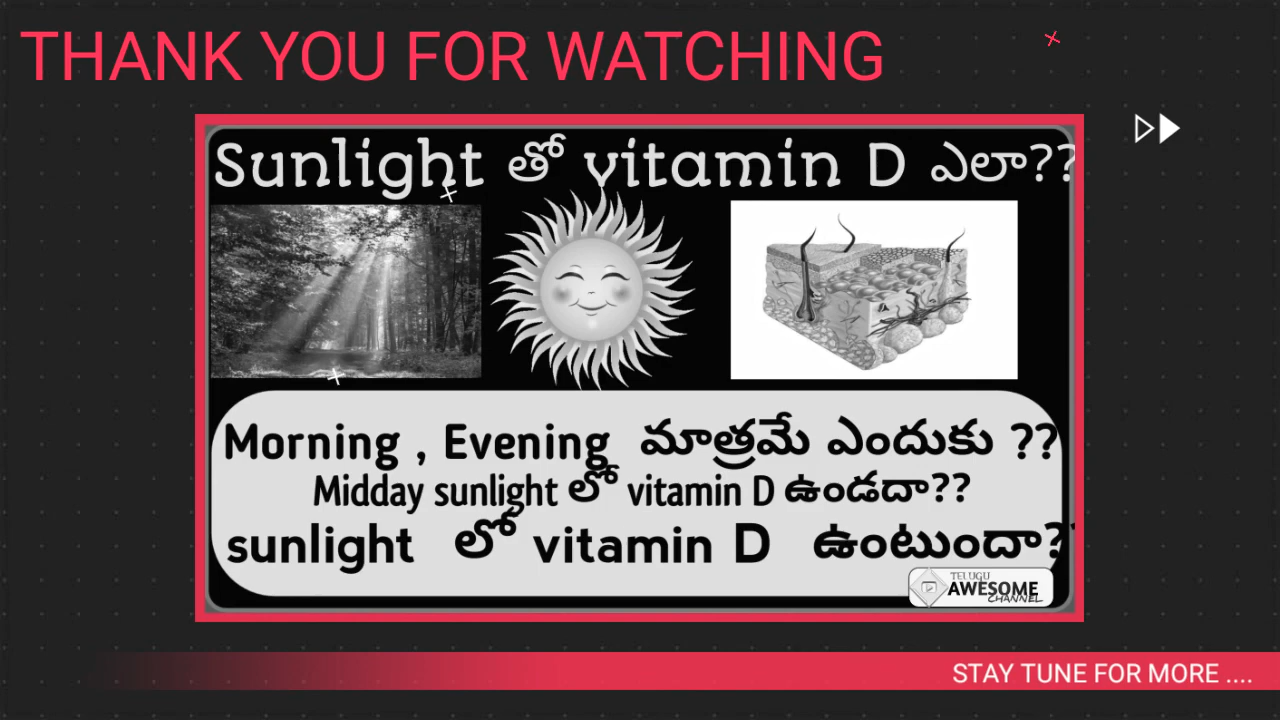 THANK YOU FOR WATCHING
Sunlight తో vitamin D ఎలా??
Morning , Evening మాత్రమే ఎందుకు ??
Midday sunlight లో vitamin D ఉండదా??
sunlight లో vitamin D ఉంటుందా??
TELUGU
AWESOME
CHANNEL
STAY TUNE FOR MORE ....